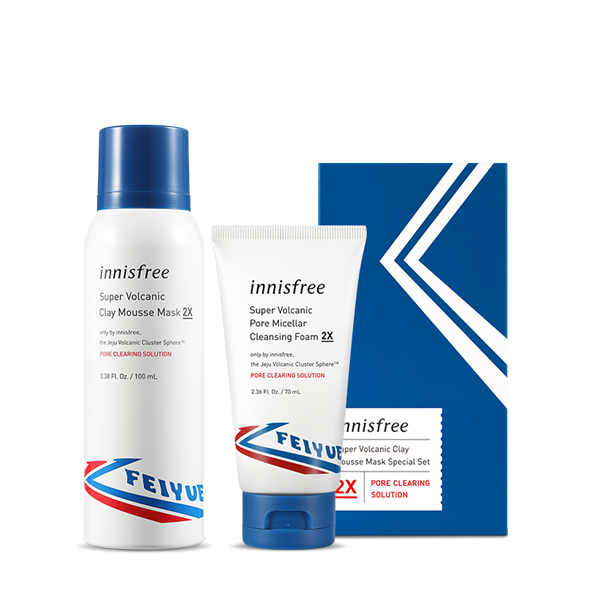 innisfree
Super Volcanic
Clay Mousse Mask 2X
only by innisfree,
the Jeju Volcanic Cluster Sphere™
PORE CLEARING SOLUTION
3.38 Fl. Oz. / 100 mL
FEIYUE
innisfree
Super Volcanic
Pore Micellar
Cleansing Foam 2X
only by innisfree,
the Jeju Volcanic Cluster Sphere™
PORE CLEARING SOLUTION
2.36 Fl. Oz. / 70 mL
FEIYUE
innisfree
uper Volcanic Clay
ousse Mask Special Set
2X
PORE CLEARING
SOLUTION